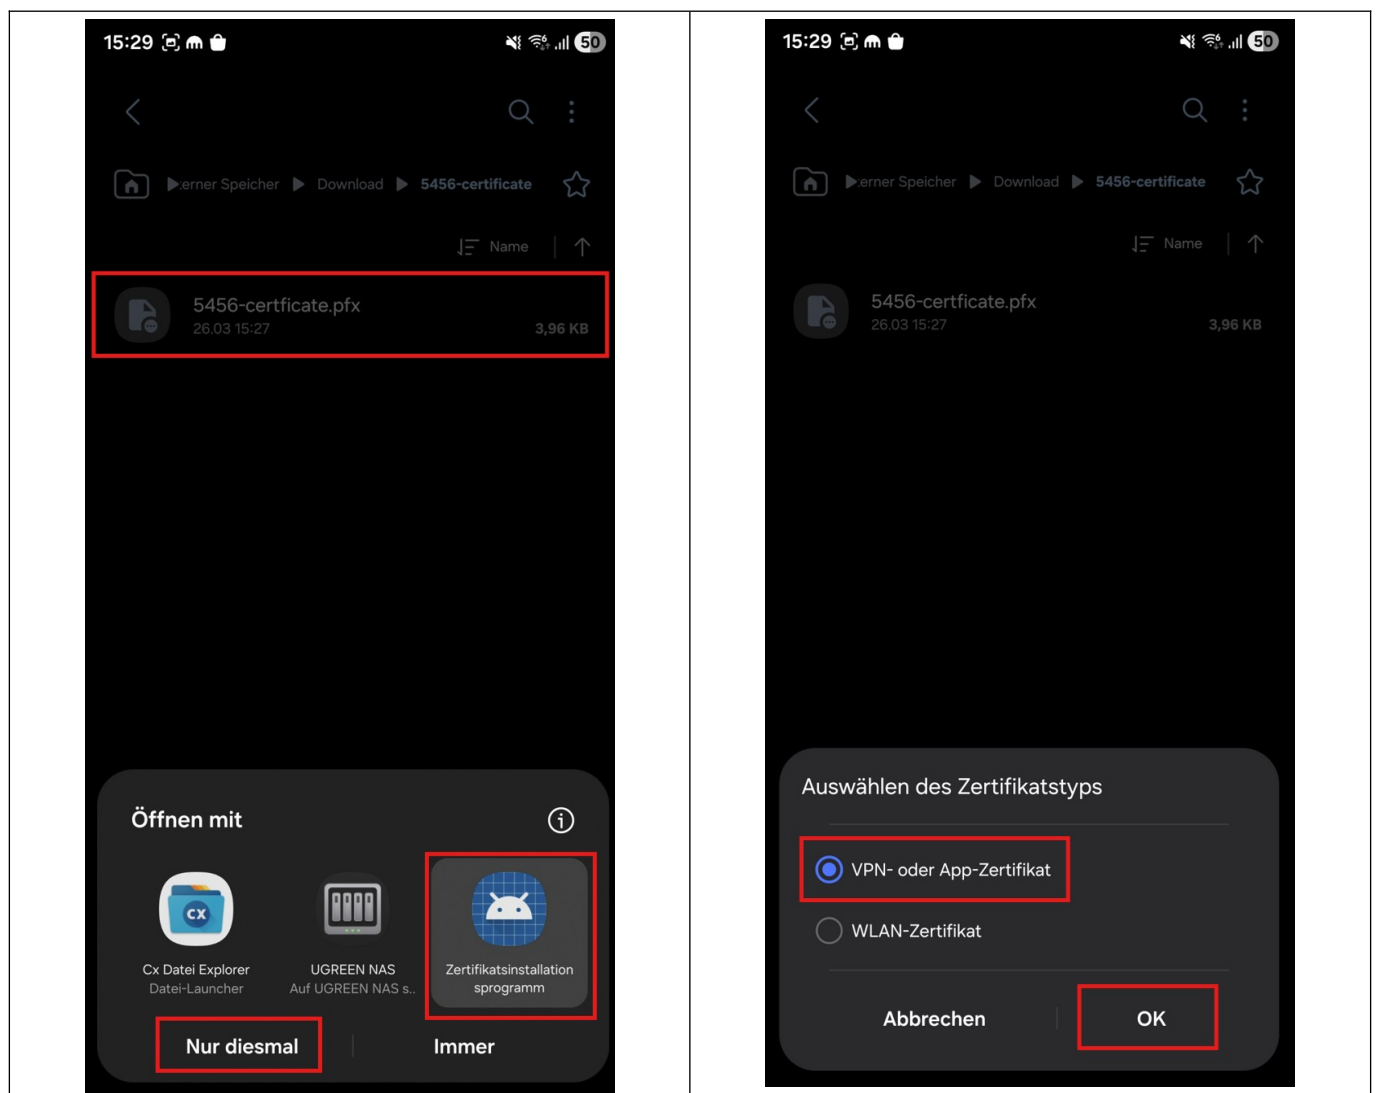 15:29
50
erner Speicher Download 5456-certificate
Name
5456-certficate.pfx
26.03 15:27
3,96 KB
Öffnen mit
CX
Cx Datei Explorer
Datei-Launcher
UGREEN NAS
Auf UGREEN NAS s..
Zertifikatsinstallation
sprogramm
Nur diesmal
Immer
15:29
50
erner Speicher Download 5456-certificate
Name
5456-certficate.pfx
26.03 15:27
3,96 KB
Auswählen des Zertifikatstyps
VPN- oder App-Zertifikat
WLAN-Zertifikat
Abbrechen
OK